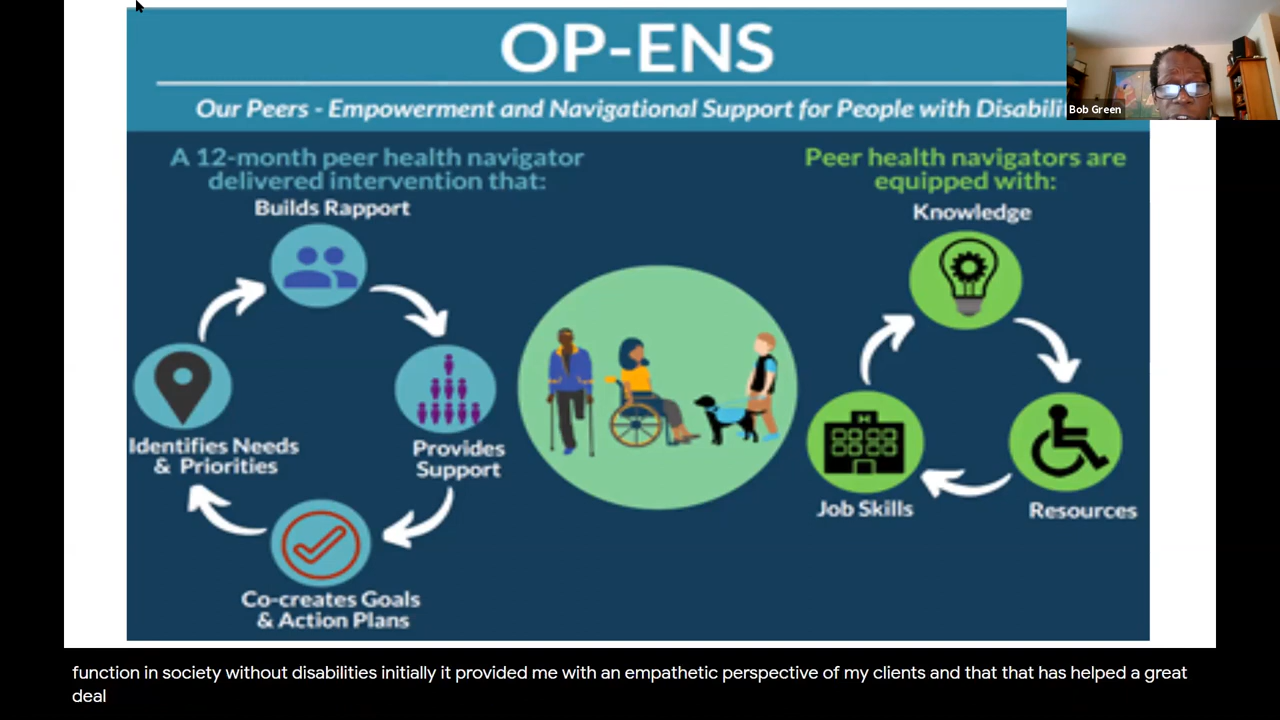 OP-ENS
Our Peers - Empowerment and Navigational Support for People with
A 12-month peer health navigator
delivered intervention that:
Builds Rapport
Provides
Support
Co-creates Goals
& Action Plans
Identifies Needs
& Priorities
Peer health navigators are
equipped with:
Knowledge
Resources
Job Skills
H
Bob Green
function in society without disabilities initially it provided me with an empathetic perspective of my clients and that that has helped a great
deal